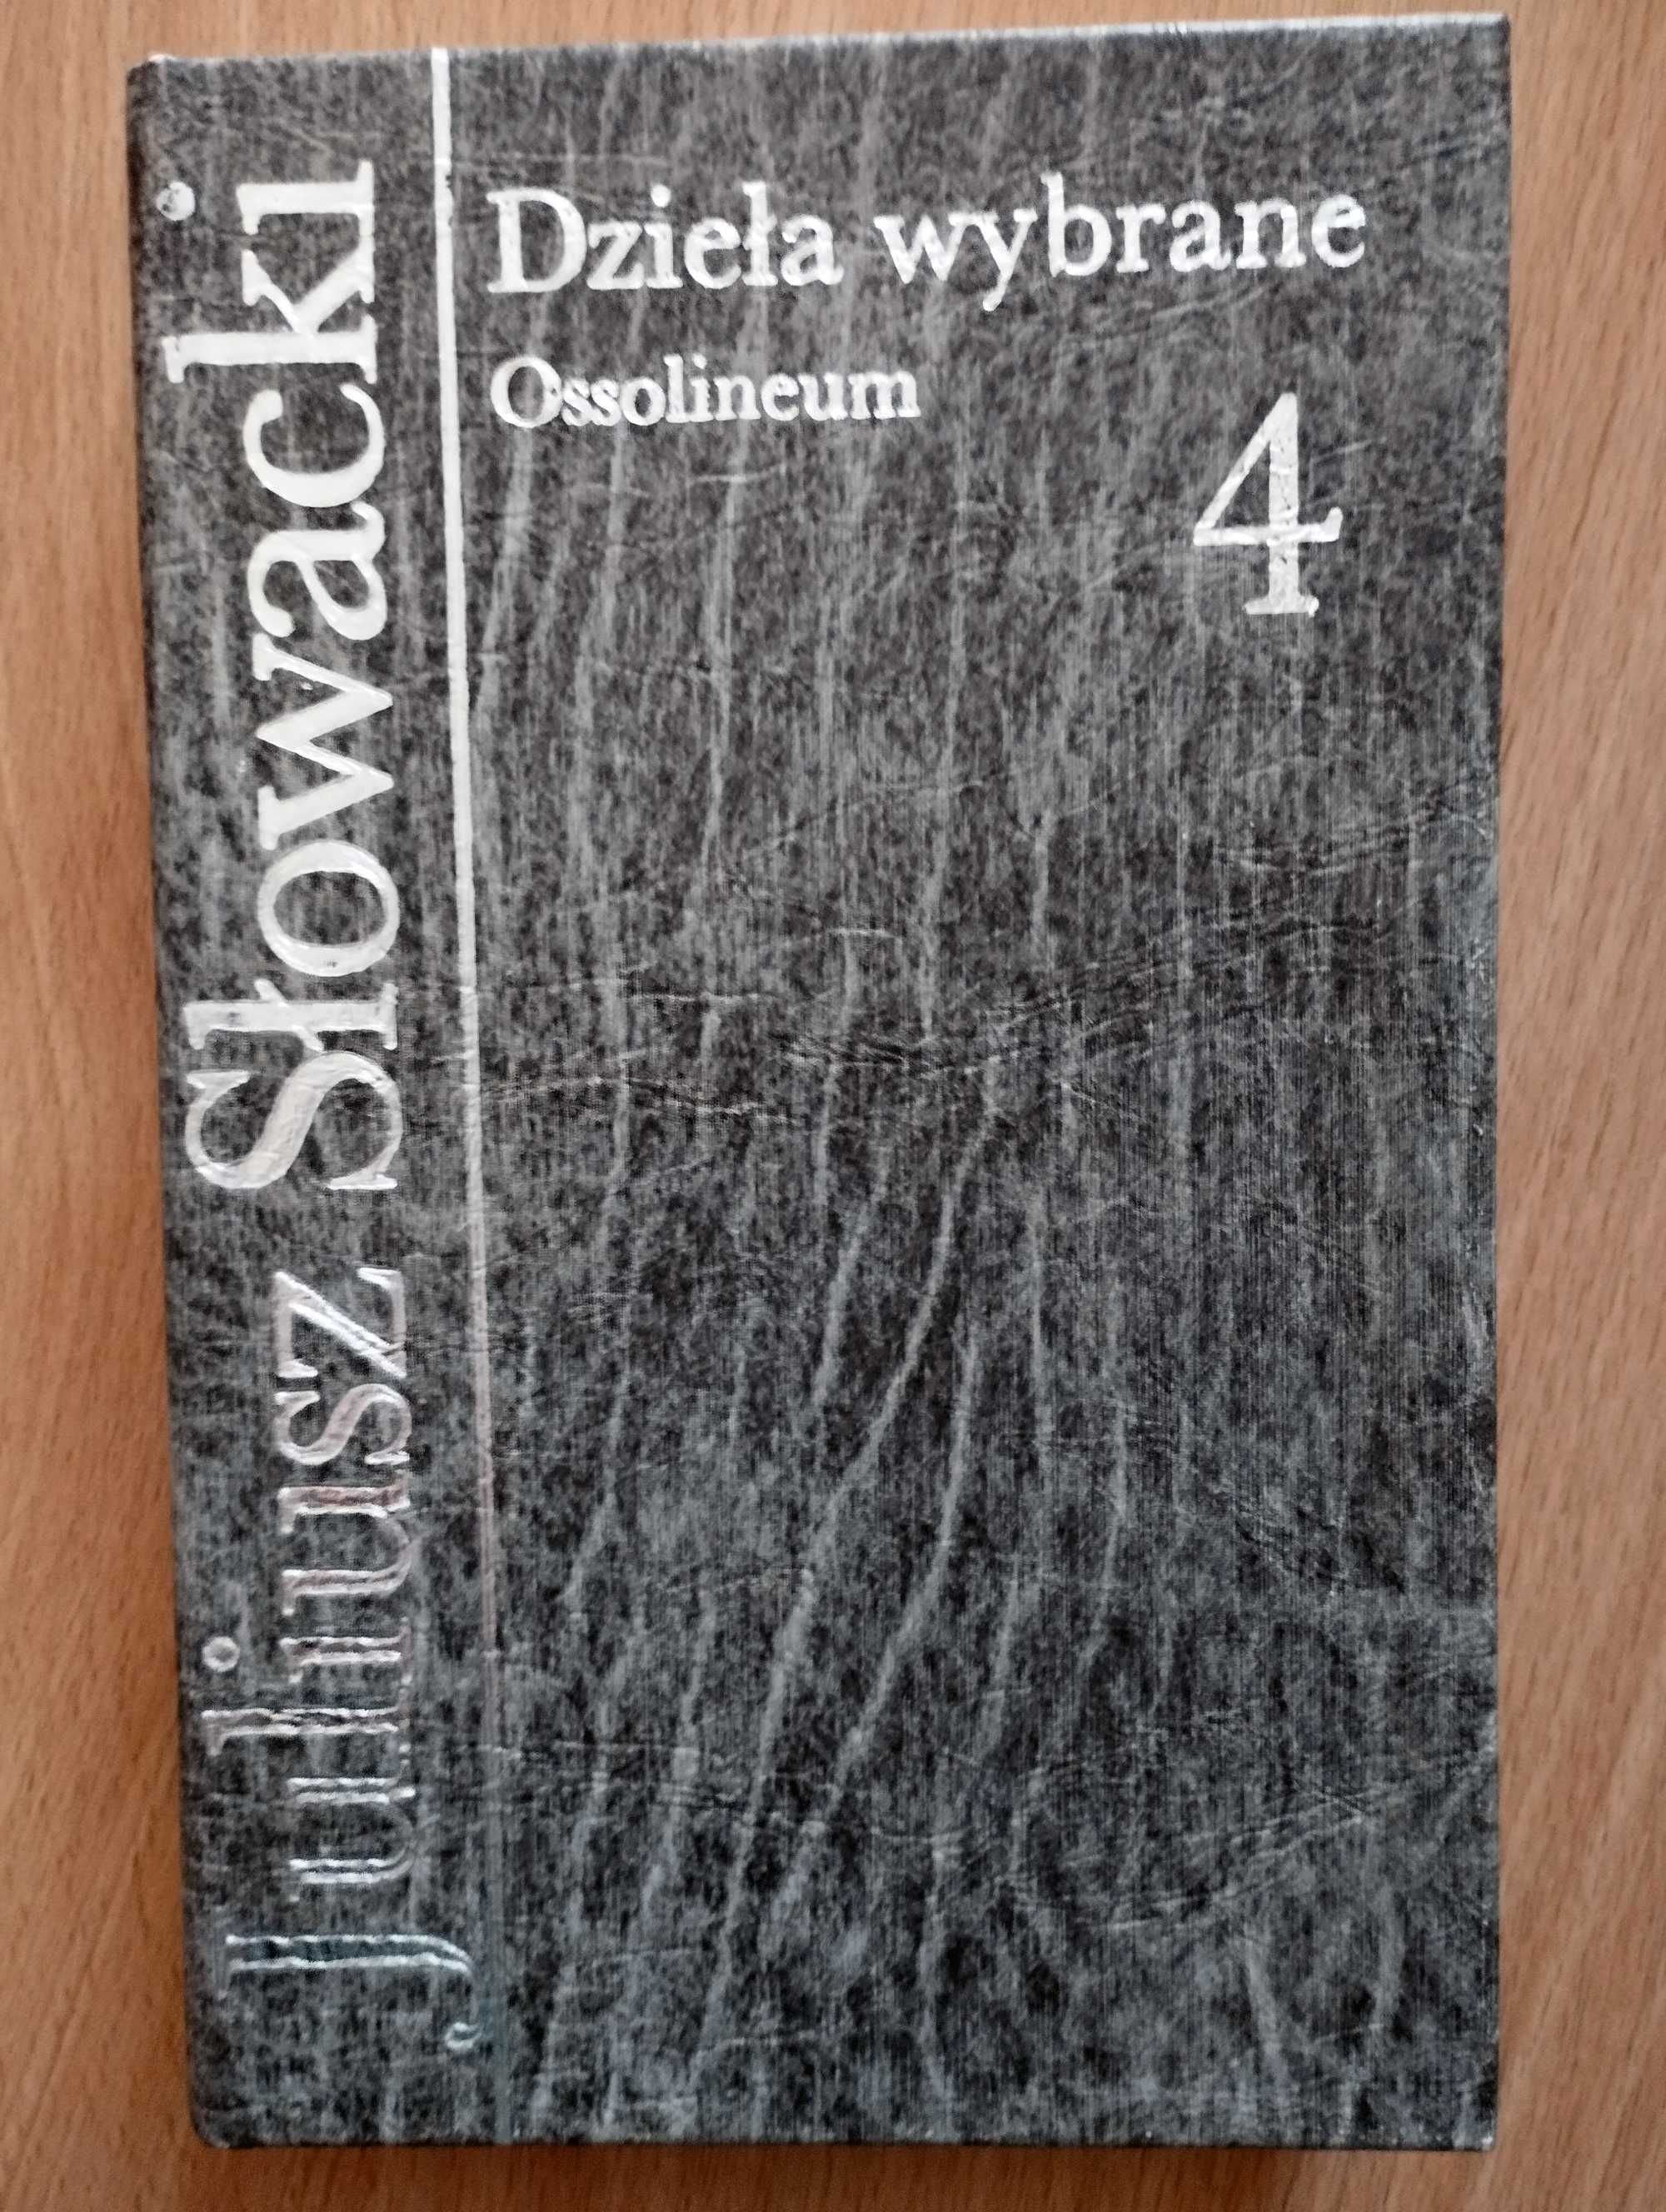 Juliusz Słowacki
Dzieła wybrane
Ossolineum
4